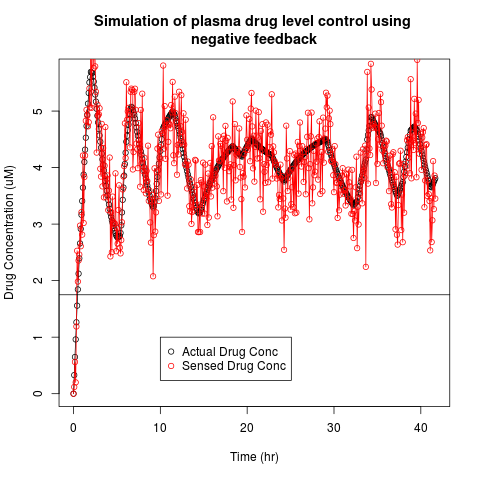 Simulation of plasma drug level control using
negative feedback
Drug Concentration (uM)
5
4
3
2
1
0
Actual Drug Conc
Sensed Drug Conc
0 10 20 30 40
Time (hr)